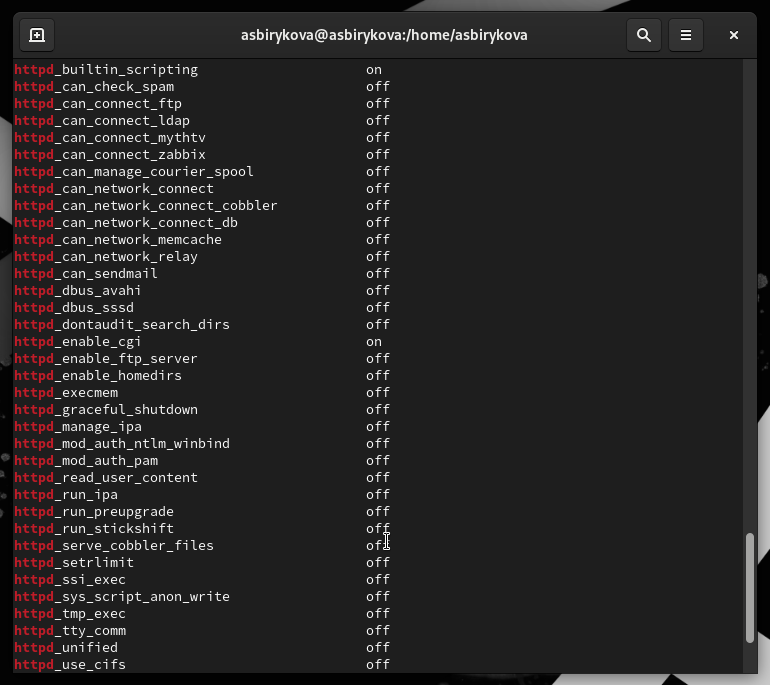 asbirykova@asbirykova:/home/asbirykova
httpd_builtin_scripting on
httpd_can_check_spam off
httpd_can_connect_ftp off
httpd_can_connect_ldap off
httpd_can_connect_mythtv off
httpd_can_connect_zabbix off
httpd_can_manage_courier_spool off
httpd_can_network_connect off
httpd_can_network_connect_cobbler off
httpd_can_network_connect_db off
httpd_can_network_memcache off
httpd_can_network_relay off
httpd_can_sendmail off
httpd_dbus_avahi off
httpd_dbus_sssd off
httpd_dontaudit_search_dirs off
httpd_enable_cgi on
httpd_enable_ftp_server off
httpd_enable_homedirs off
httpd_execmem off
httpd_graceful_shutdown off
httpd_manage_ipa off
httpd_mod_auth_ntlm_winbind off
httpd_mod_auth_pam off
httpd_read_user_content off
httpd_run_ipa off
httpd_run_preupgrade off
httpd_run_stickshift off
httpd_serve_cobbler_files off
httpd_setrlimit off
httpd_ssi_exec off
httpd_sys_script_anon_write off
httpd_tmp_exec off
httpd_tty_comm off
httpd_unified off
httpd_use_cifs off